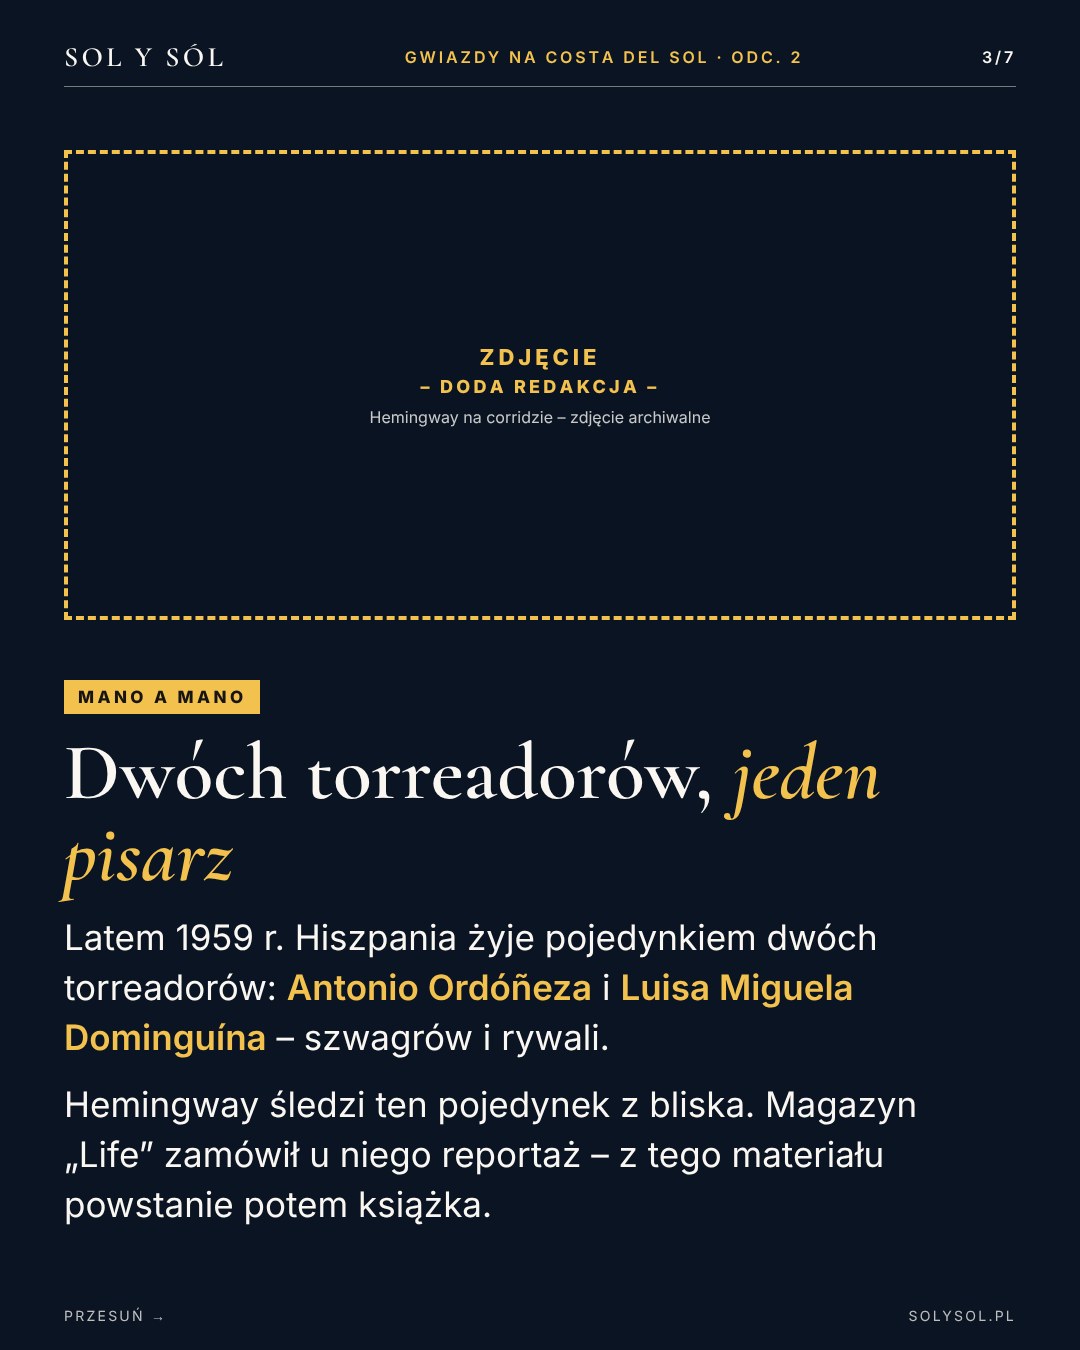 SOL Y SÓL
GWIAZDY NA COSTA DEL SOL · ODC. 2
3/7
ZDJĘCIE
– DODA REDAKCJA –
Hemingway na corridzie – zdjęcie archiwalne
MANO A MANO
Dwóch torreadorów, jeden
pisarz
Latem 1959 r. Hiszpania żyje pojedynkiem dwóch
torreadorów: Antonio Ordóñeza i Luisa Miguela
Dominguína – szwagrów i rywali.
Hemingway śledzi ten pojedynek z bliska. Magazyn
„Life” zamówił u niego reportaż – z tego materiału
powstanie potem książka.
PRZESUŃ →
SOLYSOL.PL